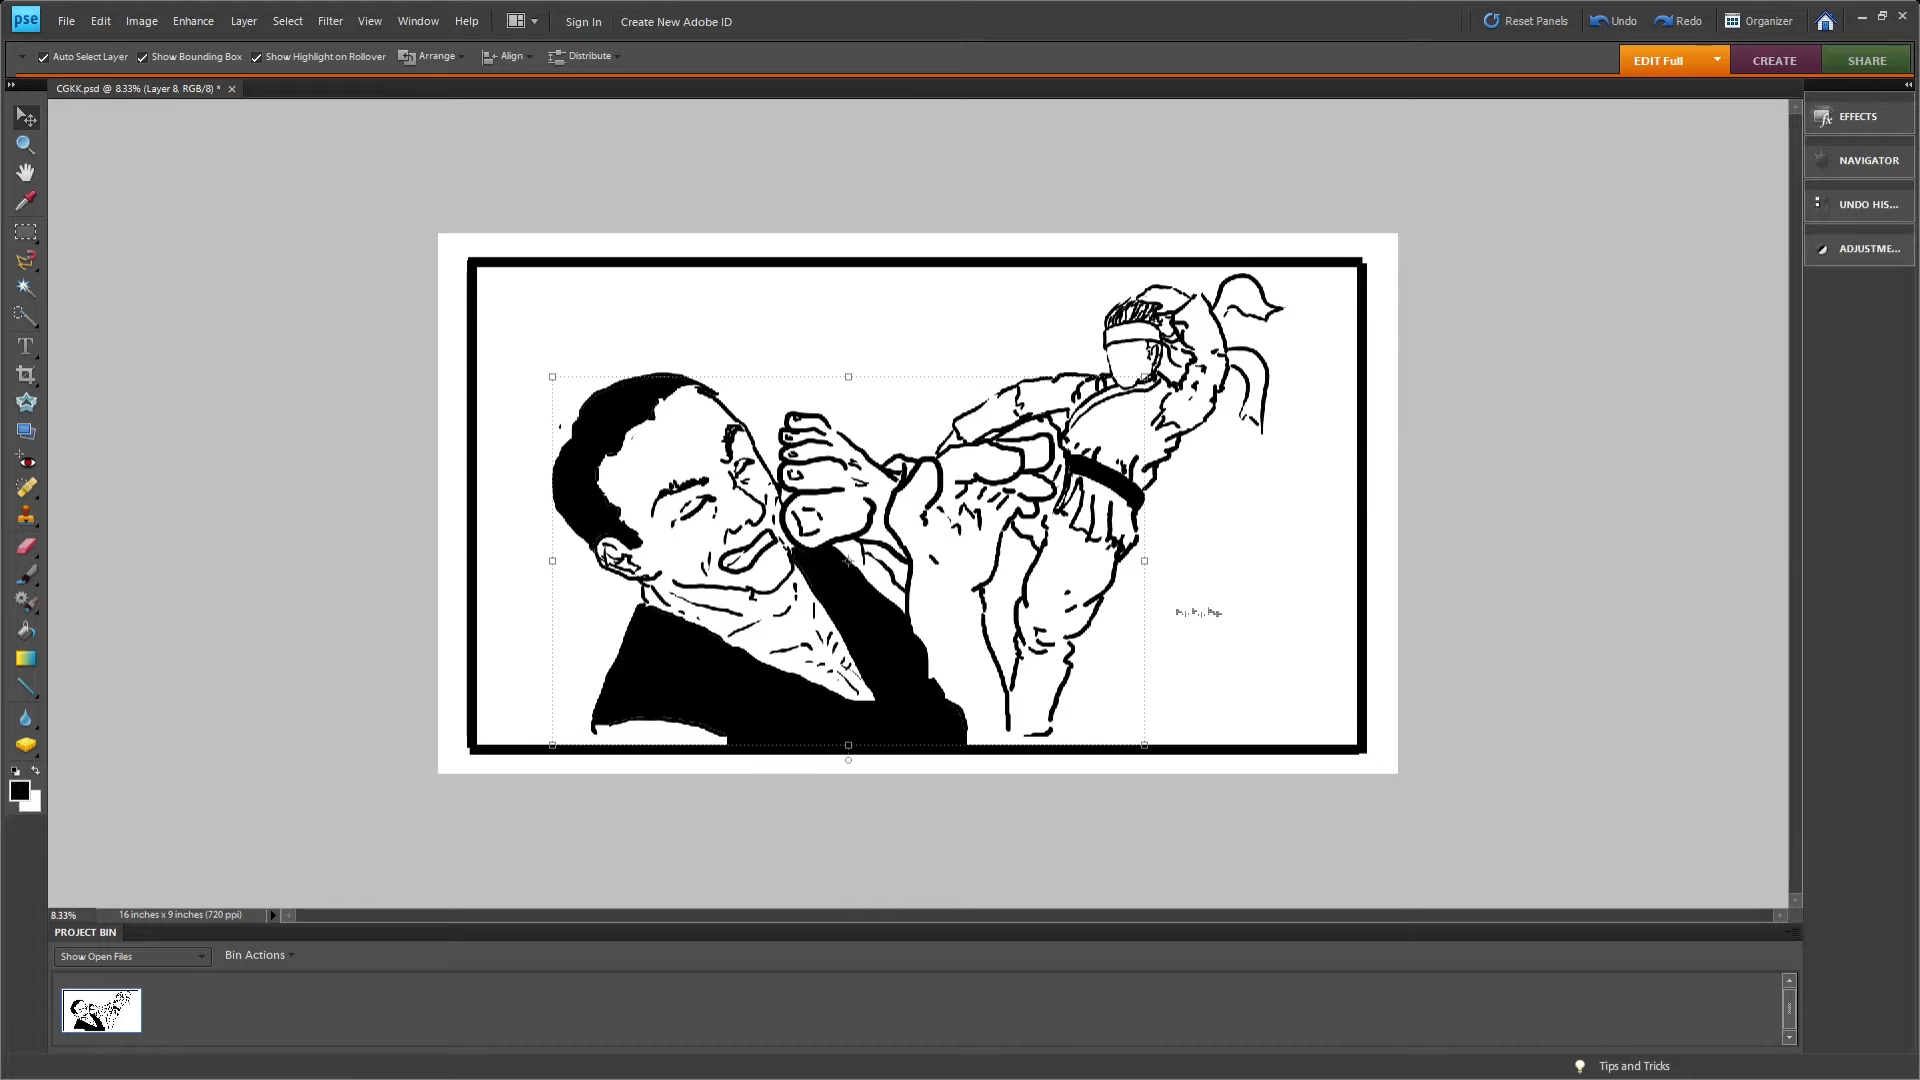 pse File Edit Image Enhance Layer Select Filter View Window Help Sign In Create New Adobe ID Reset Panels Undo Redo Organizer
Auto Select Layer Show Bounding Box Show Highlight on Rollover Arrange Align Distribute EDIT Full CREATE SHARE
CGKK.psd @ 8.33% (Layer 8, RGB/8) *
EFFECTS
NAVIGATOR
UNDO HIS...
ADJUSTME...
8.33% 16 inches x 9 inches (720 ppi)
PROJECT BIN
Show Open Files Bin Actions
Tips and Tricks